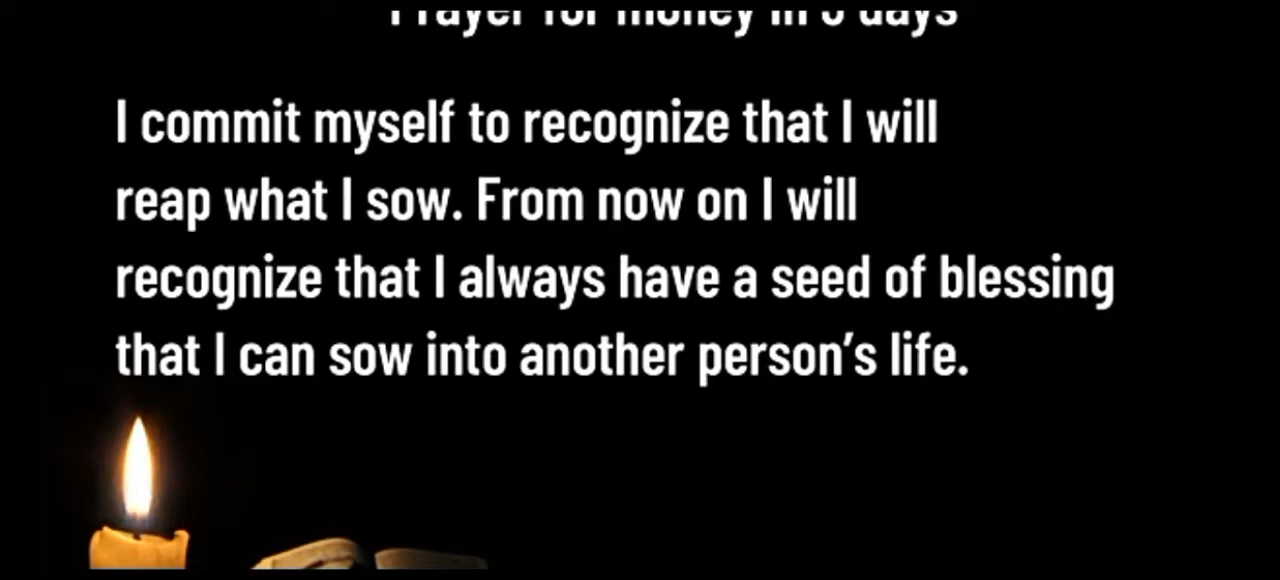 Prayer for money in 3 days
I commit myself to recognize that I will
reap what I sow. From now on I will
recognize that I always have a seed of blessing
that I can sow into another person’s life.